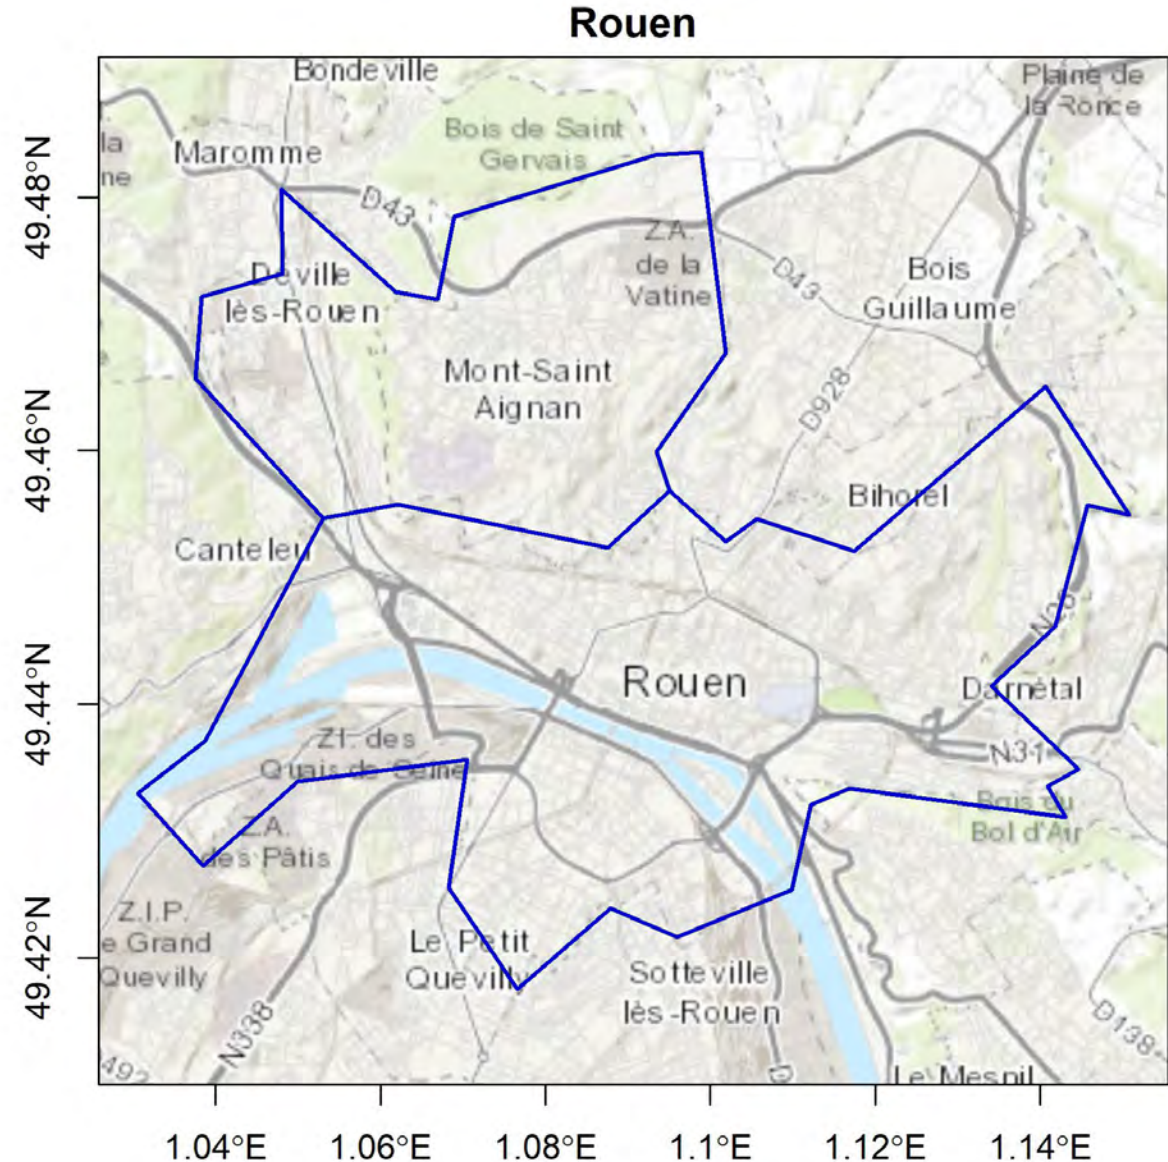 Rouen
Bondeville
Plaine de
la Ronce
la
ne
Maromme
Bois de Saint
Gervais
D43
Z.A.
de la
Vatine
Déville
lès-Rouen
D43
Bois
Guillaume
Mont-Saint
Aignan
D928
Bihorel
Canteleu
Rouen
Darnétal
N31
Z.I. des
Quais de Seine
Z.A.
des Pâtis
Bois du
Bol d'Air
Z.I.P.
e Grand
Quevilly
Le Petit
Quevilly
Sotteville
lès-Rouen
N338
D138
492
D
Le Mesnil
49.48°N
49.46°N
49.44°N
49.42°N
1.04°E 1.06°E 1.08°E 1.1°E 1.12°E 1.14°E